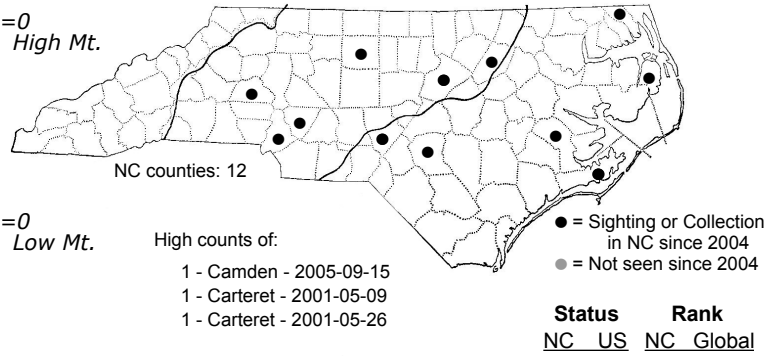 =0
High Mt.
NC counties: 12
=0
Low Mt.
High counts of:
1 - Camden - 2005-09-15
1 - Carteret - 2001-05-09
1 - Carteret - 2001-05-26
● = Sighting or Collection
in NC since 2004
● = Not seen since 2004
Status Rank
NC US NC Global